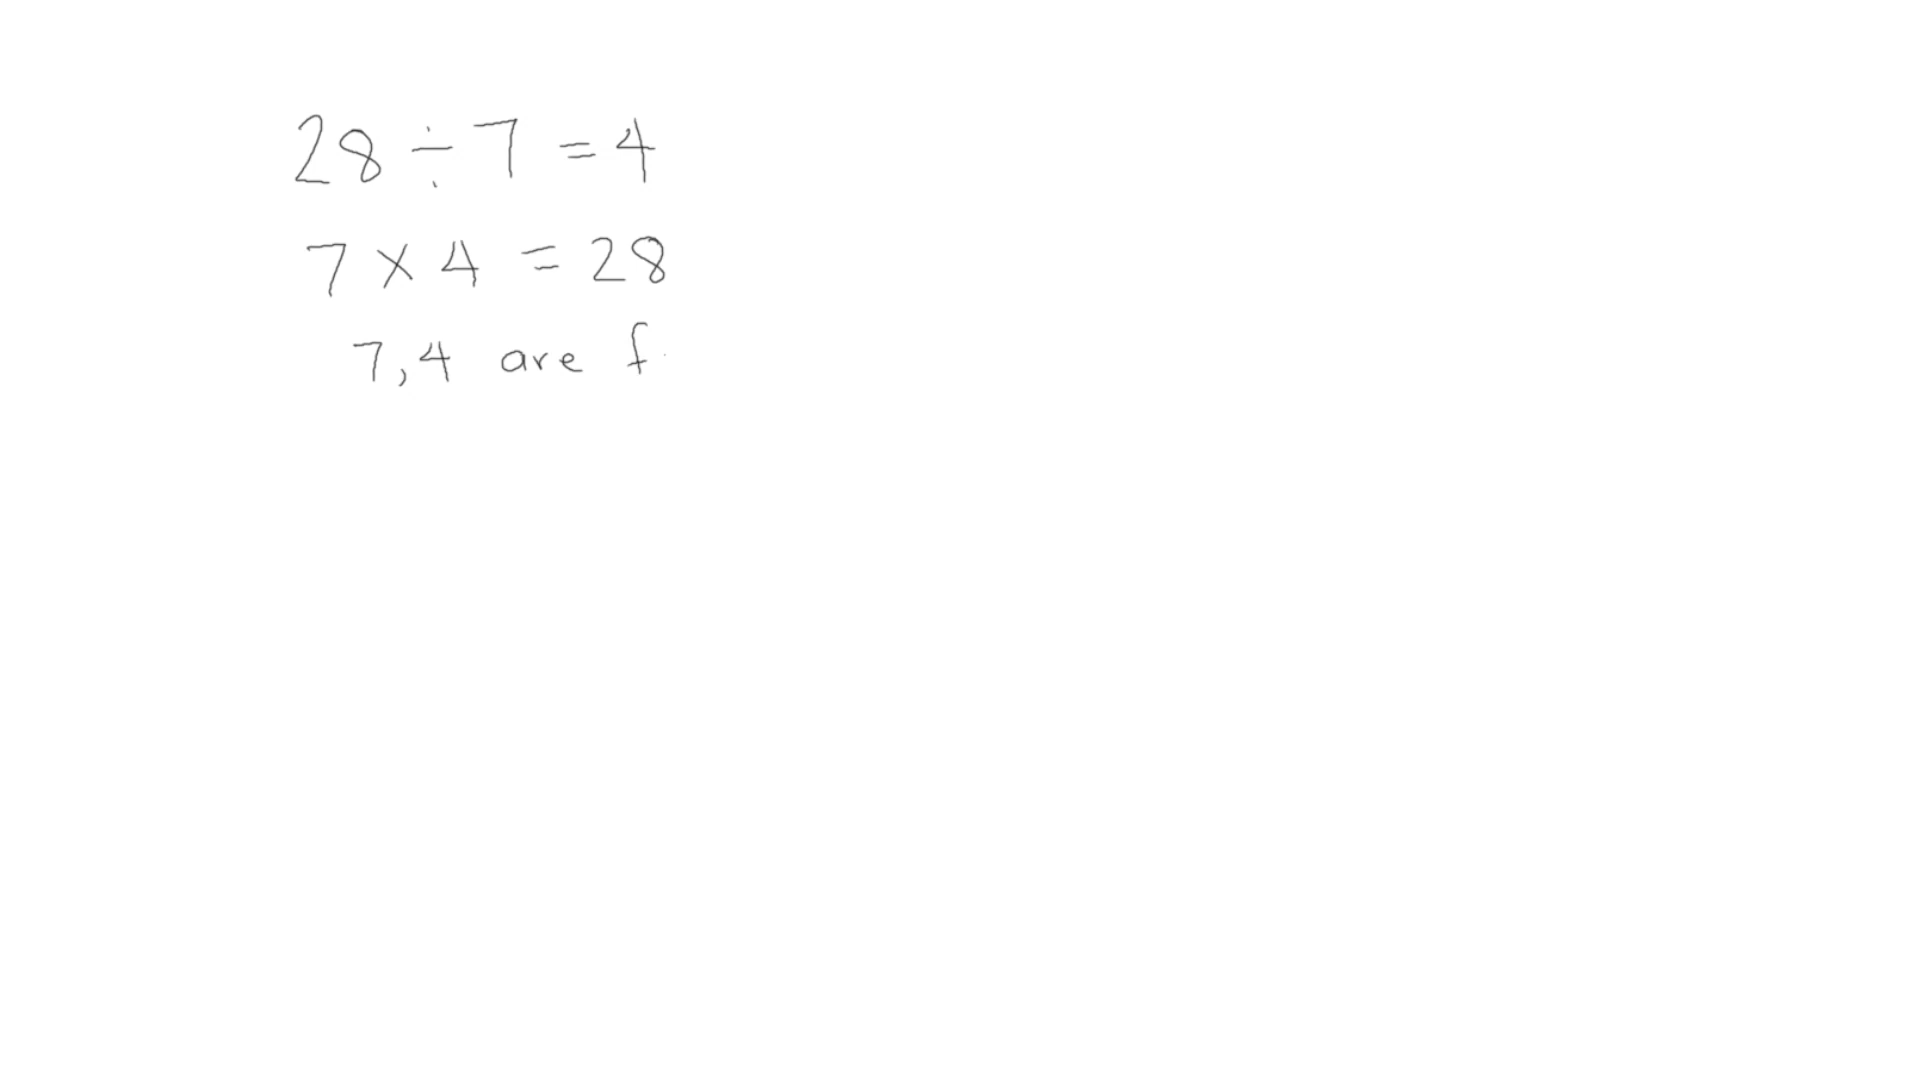 28 ÷ 7 = 4
7 × 4 = 28
7, 4 are f